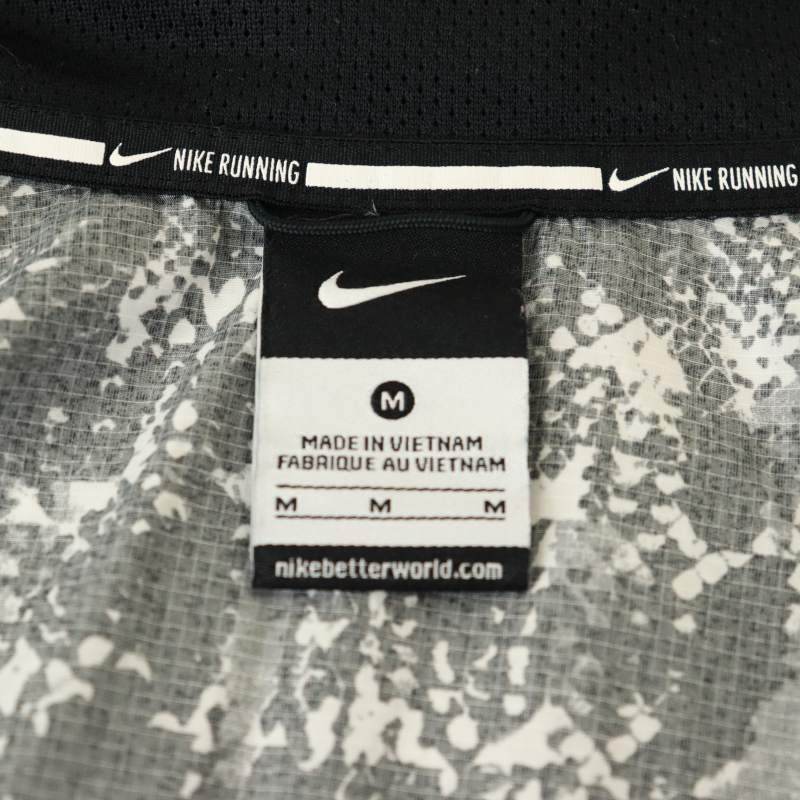 NIKE RUNNING NIKE RUNNING
M
MADE IN VIETNAM
FABRIQUE AU VIETNAM
M M M
nikebetterworld.com